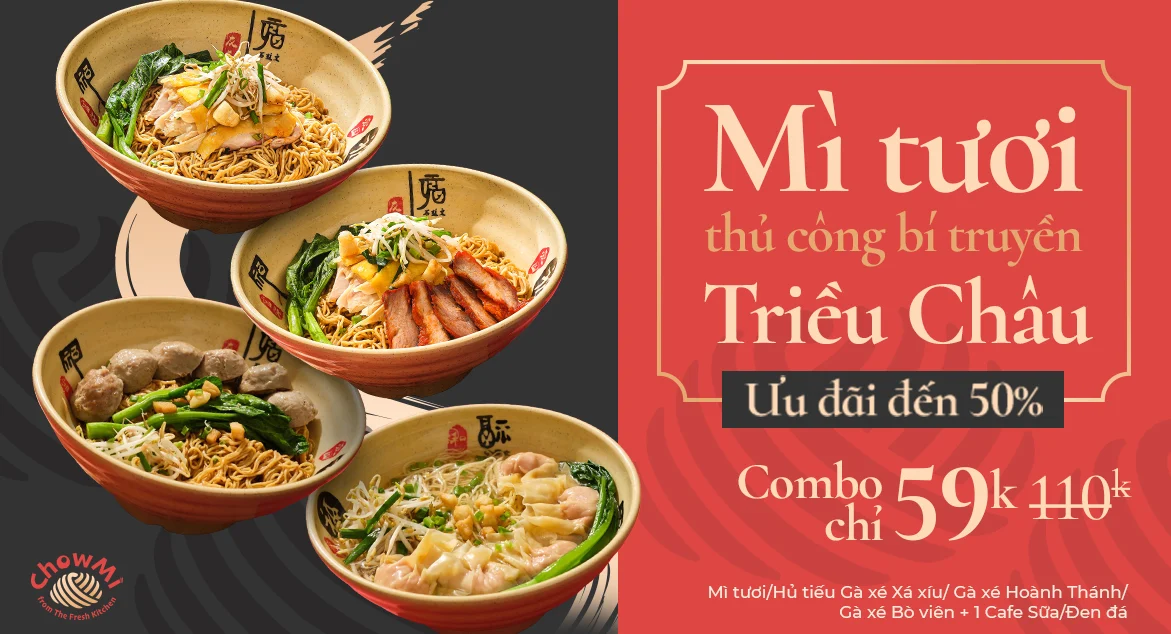 Mì tươi
thủ công bí truyền
Triều Châu
Ưu đãi đến 50%
Combo
chỉ
59k 110k
Mì tươi/Hủ tiếu Gà xé Xá xíu/ Gà xé Hoành Thánh/
Gà xé Bò viên + 1 Cafe Sữa/Đen đá
ChowMì
from The Fresh Kitchen